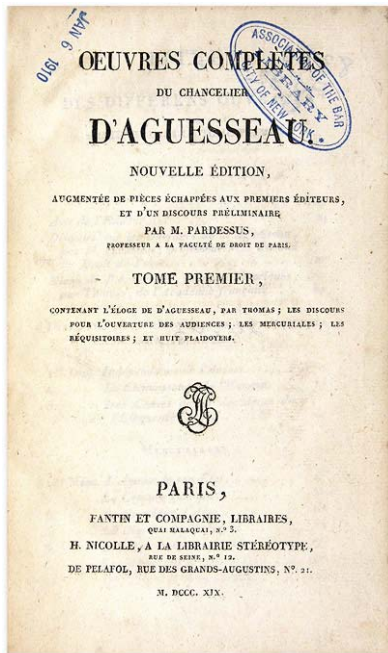 JAN 6 1910
ASSOCIATION OF THE BAR
LIBRARY
CITY OF NEW YORK.
OEUVRES COMPLÈTES
DU CHANCELIER
D'AGUESSEAU.
NOUVELLE ÉDITION,
AUGMENTÉE DE PIÈCES ÉCHAPPÉES AUX PREMIERS ÉDITEURS,
ET D'UN DISCOURS PRÉLIMINAIRE,
PAR M. PARDESSUS,
PROFESSEUR A LA FACULTÉ DE DROIT DE PARIS.
TOME PREMIER,
CONTENANT L'ÉLOGE DE D'AGUESSEAU, PAR THOMAS; LES DISCOURS
POUR L'OUVERTURE DES AUDIENCES; LES MERCURIALES; LES
RÉQUISITOIRES; ET HUIT PLAIDOYERS.
PARIS,
FANTIN ET COMPAGNIE, LIBRAIRES,
QUAI MALAQUAI, N.º 3.
H. NICOLLE, A LA LIBRAIRIE STÉRÉOTYPE,
RUE DE SEINE, N.º 12.
DE PELAFOL, RUE DES GRANDS-AUGUSTINS, Nº. 21.
M. DCCC. XIX.